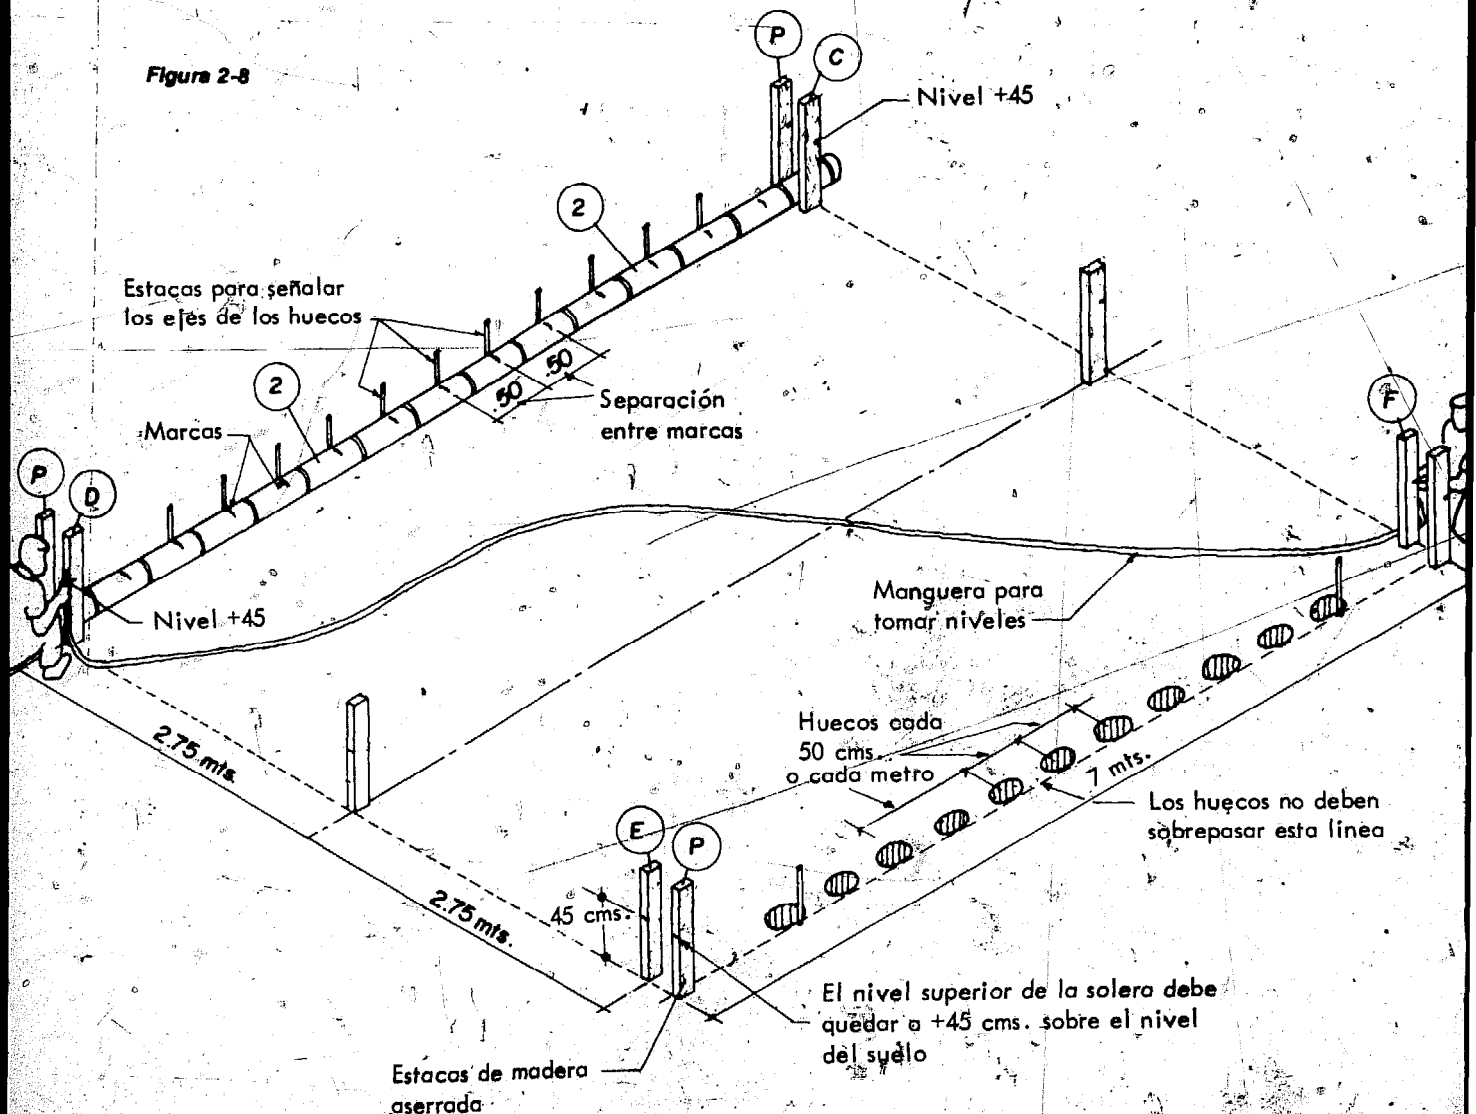 P
C
Figura 2-8
Nivel +45
2
Estacas para señalar
los ejes de los huecos
.50
.50
2
Separación
entre marcas
Marcas
F
P
D
Manguera para
tomar niveles
Nivel +45
2.75 mts.
Huecos cada
50 cms.
o cada metro
7 mts.
Los huecos no deben
sobrepasar esta línea
E
P
2.75 mts.
45 cms.
El nivel superior de la solera debe
quedar a +45 cms. sobre el nivel
del suelo
Estacas de madera
aserrada